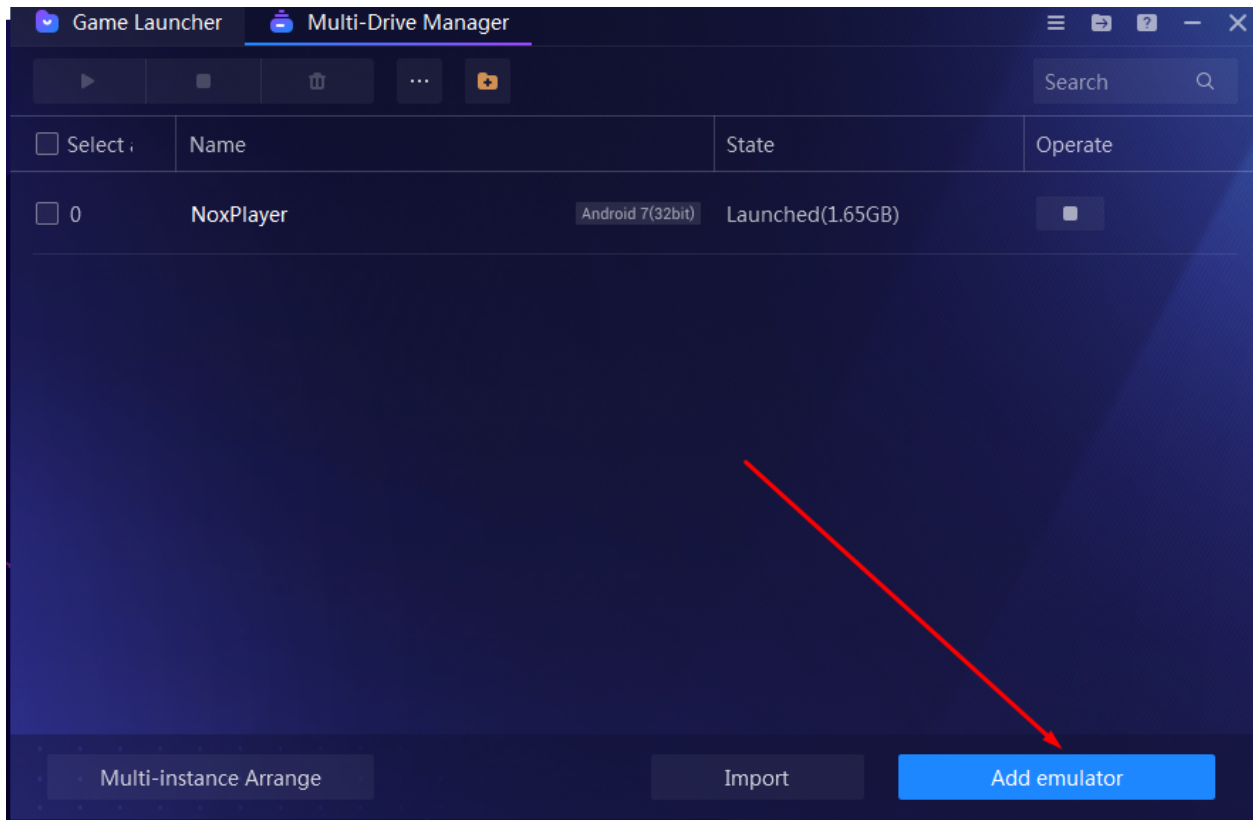 Game Launcher Multi-Drive Manager
Search
Select Name State Operate
0 NoxPlayer Android 7(32bit) Launched(1.65GB)
Multi-instance Arrange Import Add emulator